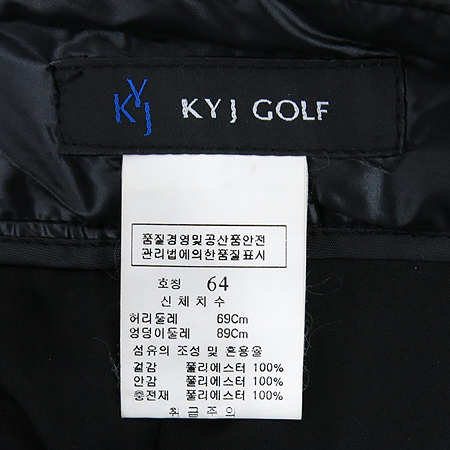 KYJ KYJ GOLF
품질경영및공산품안전
관리법에의한품질표시
호칭 64
신체치수
허리둘레 69Cm
엉덩이둘레 89Cm
섬유의 조성 및 혼용율
겉감 폴리에스터 100%
안감 폴리에스터 100%
충전재 폴리에스터 100%
취급주의